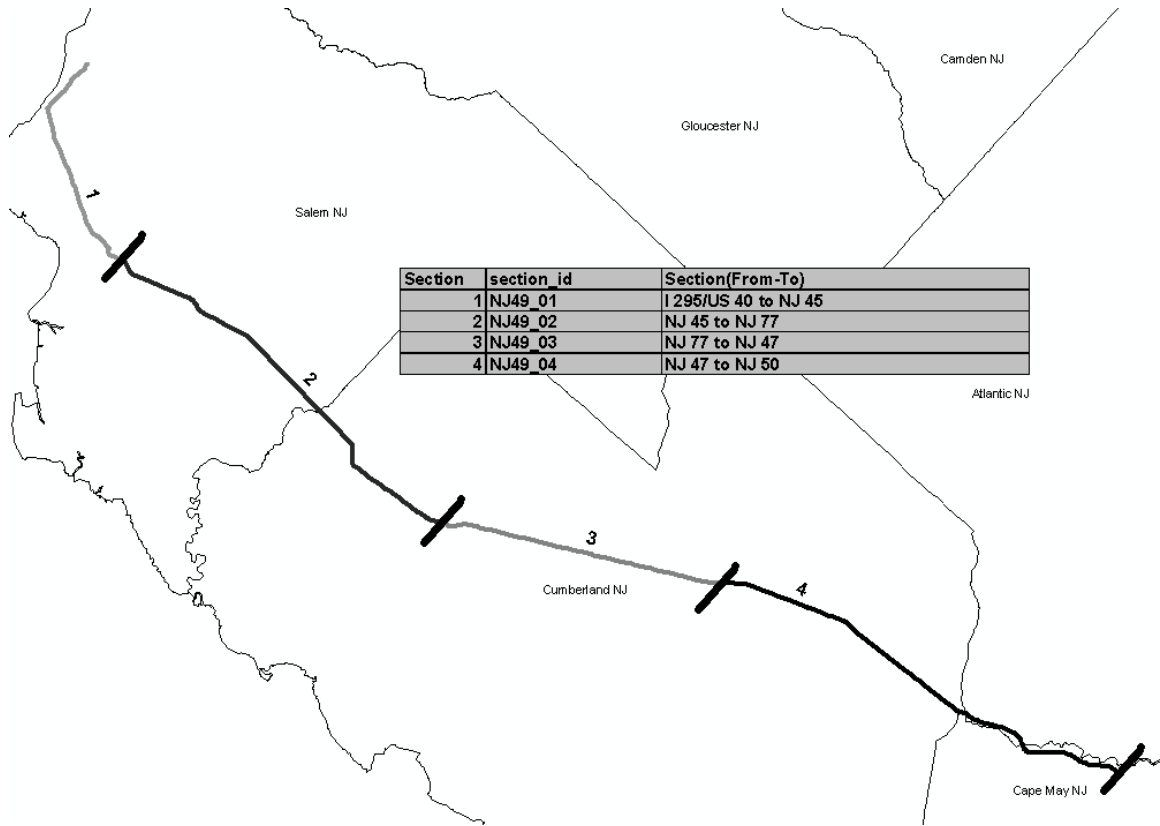 Camden NJ
Gloucester NJ
1
Salem NJ
Section section_id Section(From-To)
1 NJ49_01 I 295/US 40 to NJ 45
2 NJ49_02 NJ 45 to NJ 77
3 NJ49_03 NJ 77 to NJ 47
4 NJ49_04 NJ 47 to NJ 50
2
Atlantic NJ
3
Cumberland NJ
4
Cape May NJ